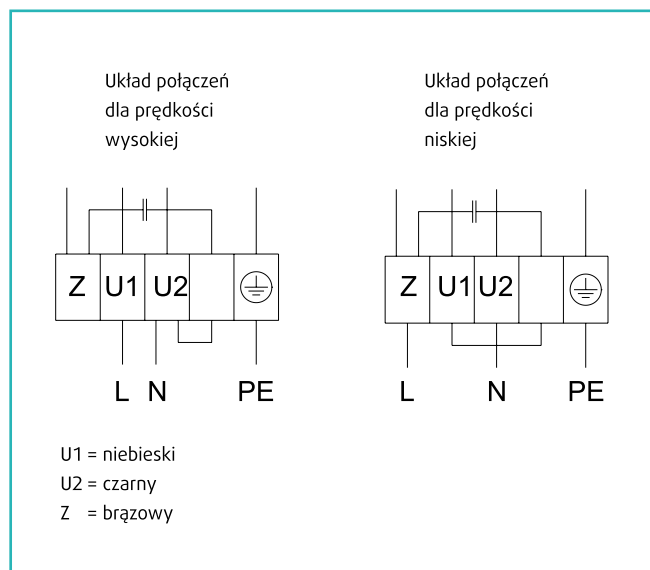 Układ połączeń
dla prędkości
wysokiej
Układ połączeń
dla prędkości
niskiej
Z U1 U2
L N PE
Z U1 U2
L N PE
U1 = niebieski
U2 = czarny
Z = brązowy